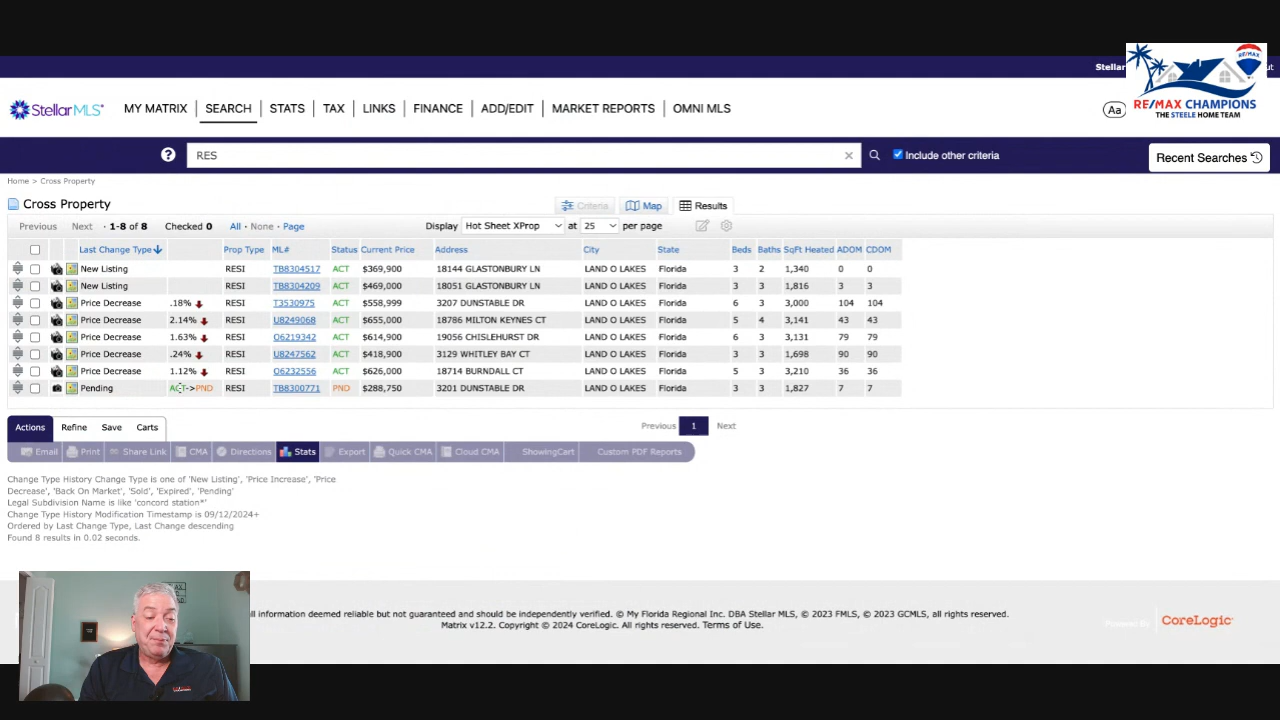 Stellar
ut
RE/MAX CHAMPIONS
THE STEELE HOME TEAM
StellarMLS
MY MATRIX
SEARCH
STATS
TAX
LINKS
FINANCE
ADD/EDIT
MARKET REPORTS
OMNI MLS
Aa
? RES × Include other criteria
Recent Searches
Home > Cross Property
Cross Property
Criteria Map Results
Previous Next · 1-8 of 8 Checked 0 All · None · Page Display Hot Sheet XProp at 25 per page
Last Change Type Prop Type ML# Status Current Price Address City State Beds Baths SqFt Heated ADOM CDOM
New Listing RESI TB8304517 ACT $369,900 18144 GLASTONBURY LN LAND O LAKES Florida 3 2 1,340 0 0
New Listing RESI TB8304209 ACT $469,000 18051 GLASTONBURY LN LAND O LAKES Florida 3 3 1,816 3 3
Price Decrease .18% RESI T3530975 ACT $558,999 3207 DUNSTABLE DR LAND O LAKES Florida 6 3 3,000 104 104
Price Decrease 2.14% RESI U8249068 ACT $655,000 18786 MILTON KEYNES CT LAND O LAKES Florida 5 4 3,141 43 43
Price Decrease 1.63% RESI O6219342 ACT $614,900 19056 CHISLEHURST DR LAND O LAKES Florida 6 3 3,131 79 79
Price Decrease .24% RESI U8247562 ACT $418,900 3129 WHITLEY BAY CT LAND O LAKES Florida 3 3 1,698 90 90
Price Decrease 1.12% RESI O6232556 ACT $626,000 18714 BURNDALL CT LAND O LAKES Florida 5 3 3,210 36 36
Pending ACT->PND RESI TB8300771 PND $288,750 3201 DUNSTABLE DR LAND O LAKES Florida 3 3 1,827 7 7
Actions Refine Save Carts
Previous 1 Next
Email Print Share Link CMA Directions Stats Export Quick CMA Cloud CMA ShowingCart Custom PDF Reports
Change Type History Change Type is one of 'New Listing', 'Price Increase', 'Price
Decrease', 'Back On Market', 'Sold', 'Expired', 'Pending'
Legal Subdivision Name is like 'concord station*'
Change Type History Modification Timestamp is 09/12/2024+
Ordered by Last Change Type, Last Change descending
Found 8 results in 0.02 seconds.
ll information deemed reliable but not guaranteed and should be independently verified. © My Florida Regional Inc. DBA Stellar MLS, © 2023 FMLS, © 2023 GCMLS, all rights reserved.
Matrix v12.2. Copyright © 2024 CoreLogic. All rights reserved. Terms of Use.
Powered By CoreLogic